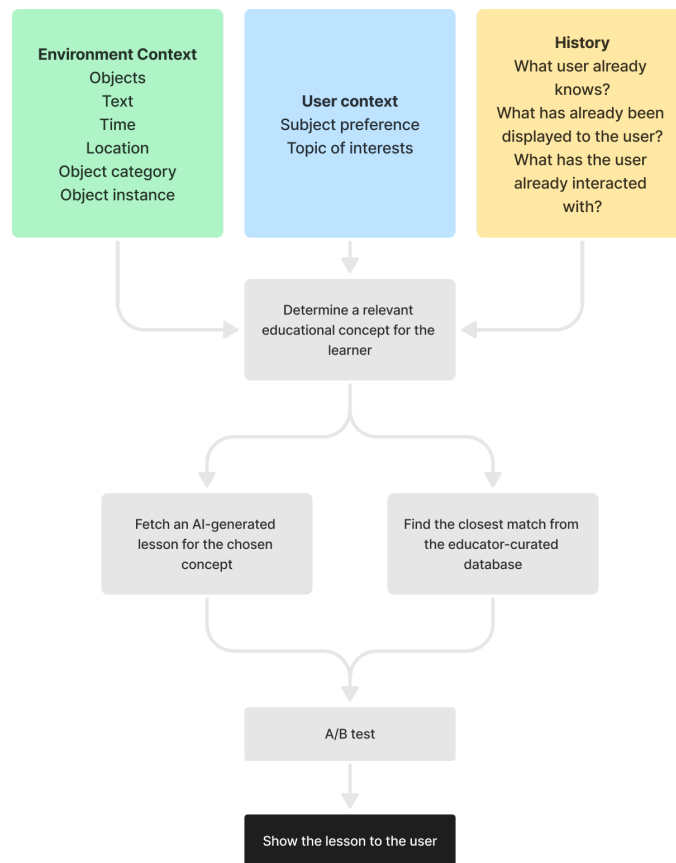 Environment Context
Objects
Text
Time
Location
Object category
Object instance
User context
Subject preference
Topic of interests
History
What user already
knows?
What has already been
displayed to the user?
What has the user
already interacted
with?
Determine a relevant
educational concept for the
learner
Fetch an AI-generated
lesson for the chosen
concept
Find the closest match from
the educator-curated
database
A/B test
Show the lesson to the user